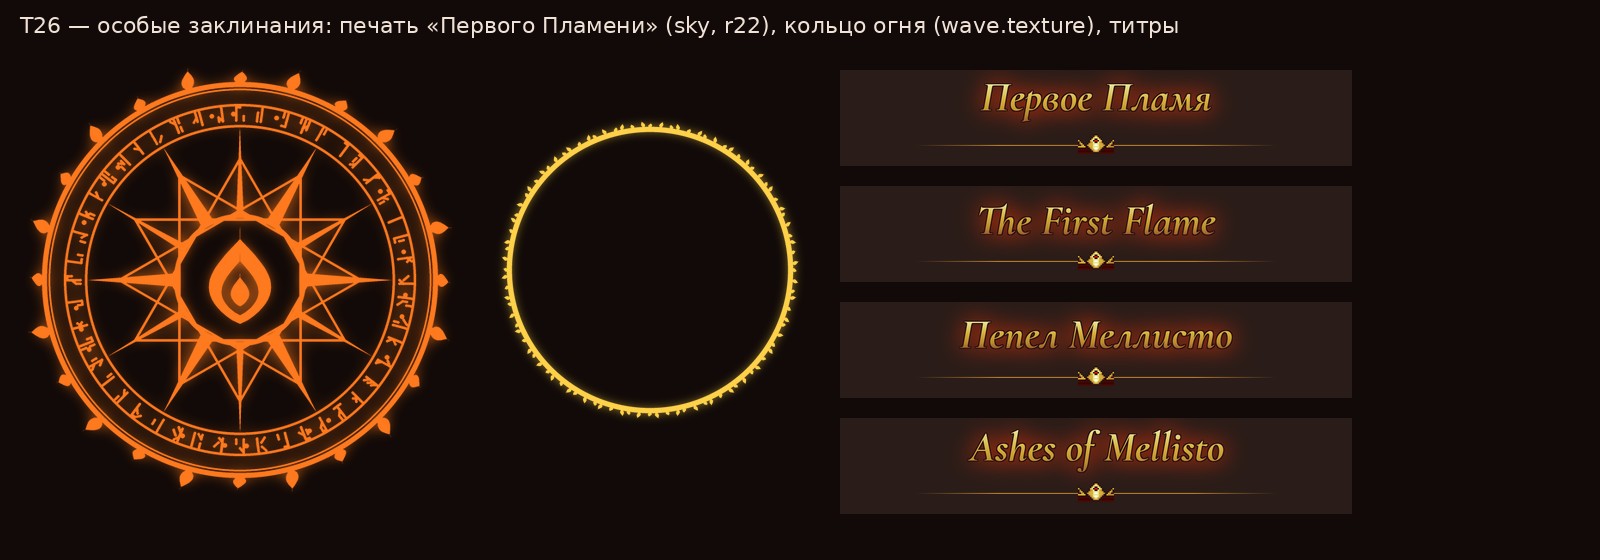 T26 — особые заклинания: печать «Первого Пламени» (sky, r22), кольцо огня (wave.texture), титры
Первое Пламя
The First Flame
Пепел Меллисто
Ashes of Mellisto